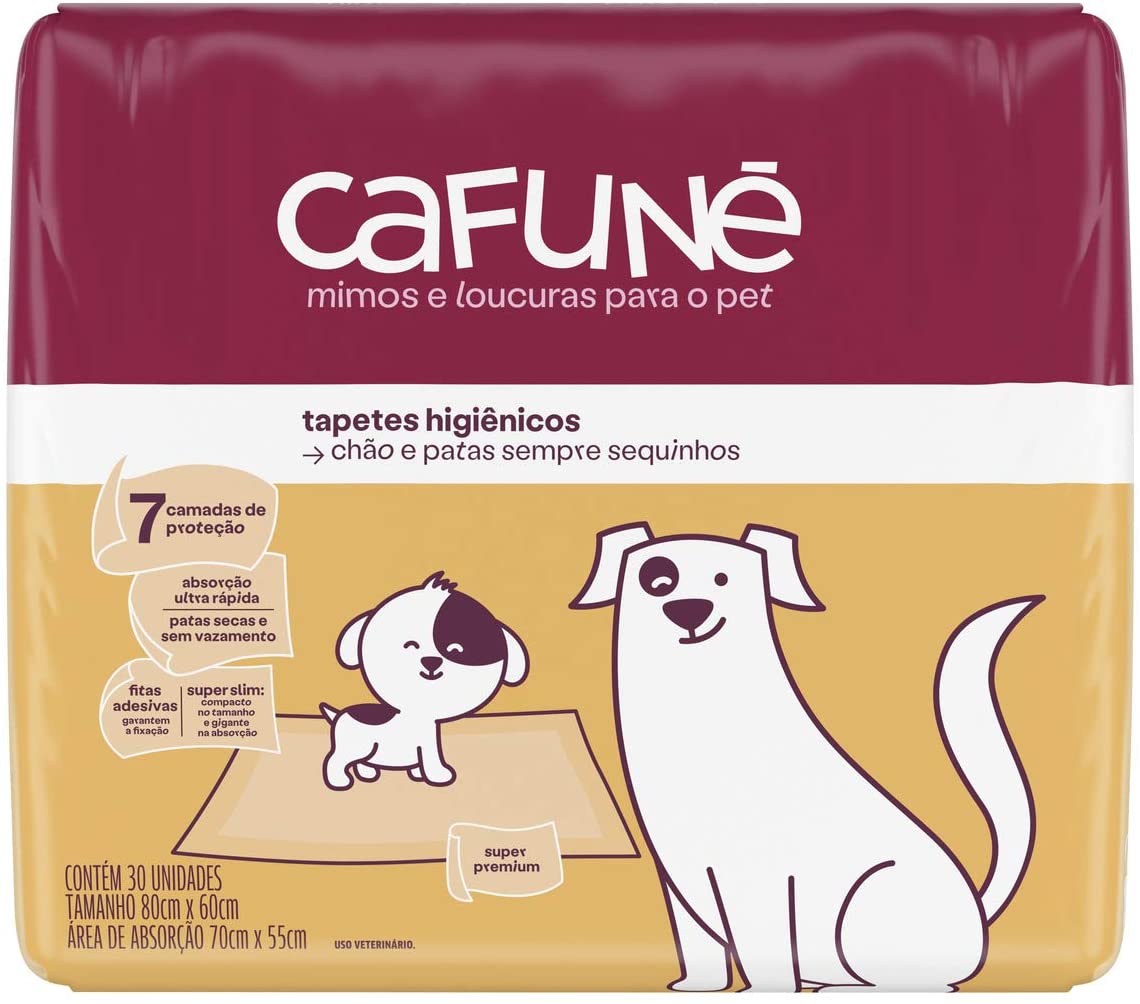 CAFUNÉ
mimos e loucuras para o pet
tapetes higiênicos
→ chão e patas sempre sequinhos
7 camadas de
proteção
absorção
ultra rápida
patas secas e
sem vazamento
fitas
adesivas
garantem
a fixação
super slim:
compacto
no tamanho
e gigante
na absorção
super
premium
CONTÉM 30 UNIDADES
TAMANHO 80cm x 60cm
ÁREA DE ABSORÇÃO 70cm x 55cm
USO VETERINÁRIO.